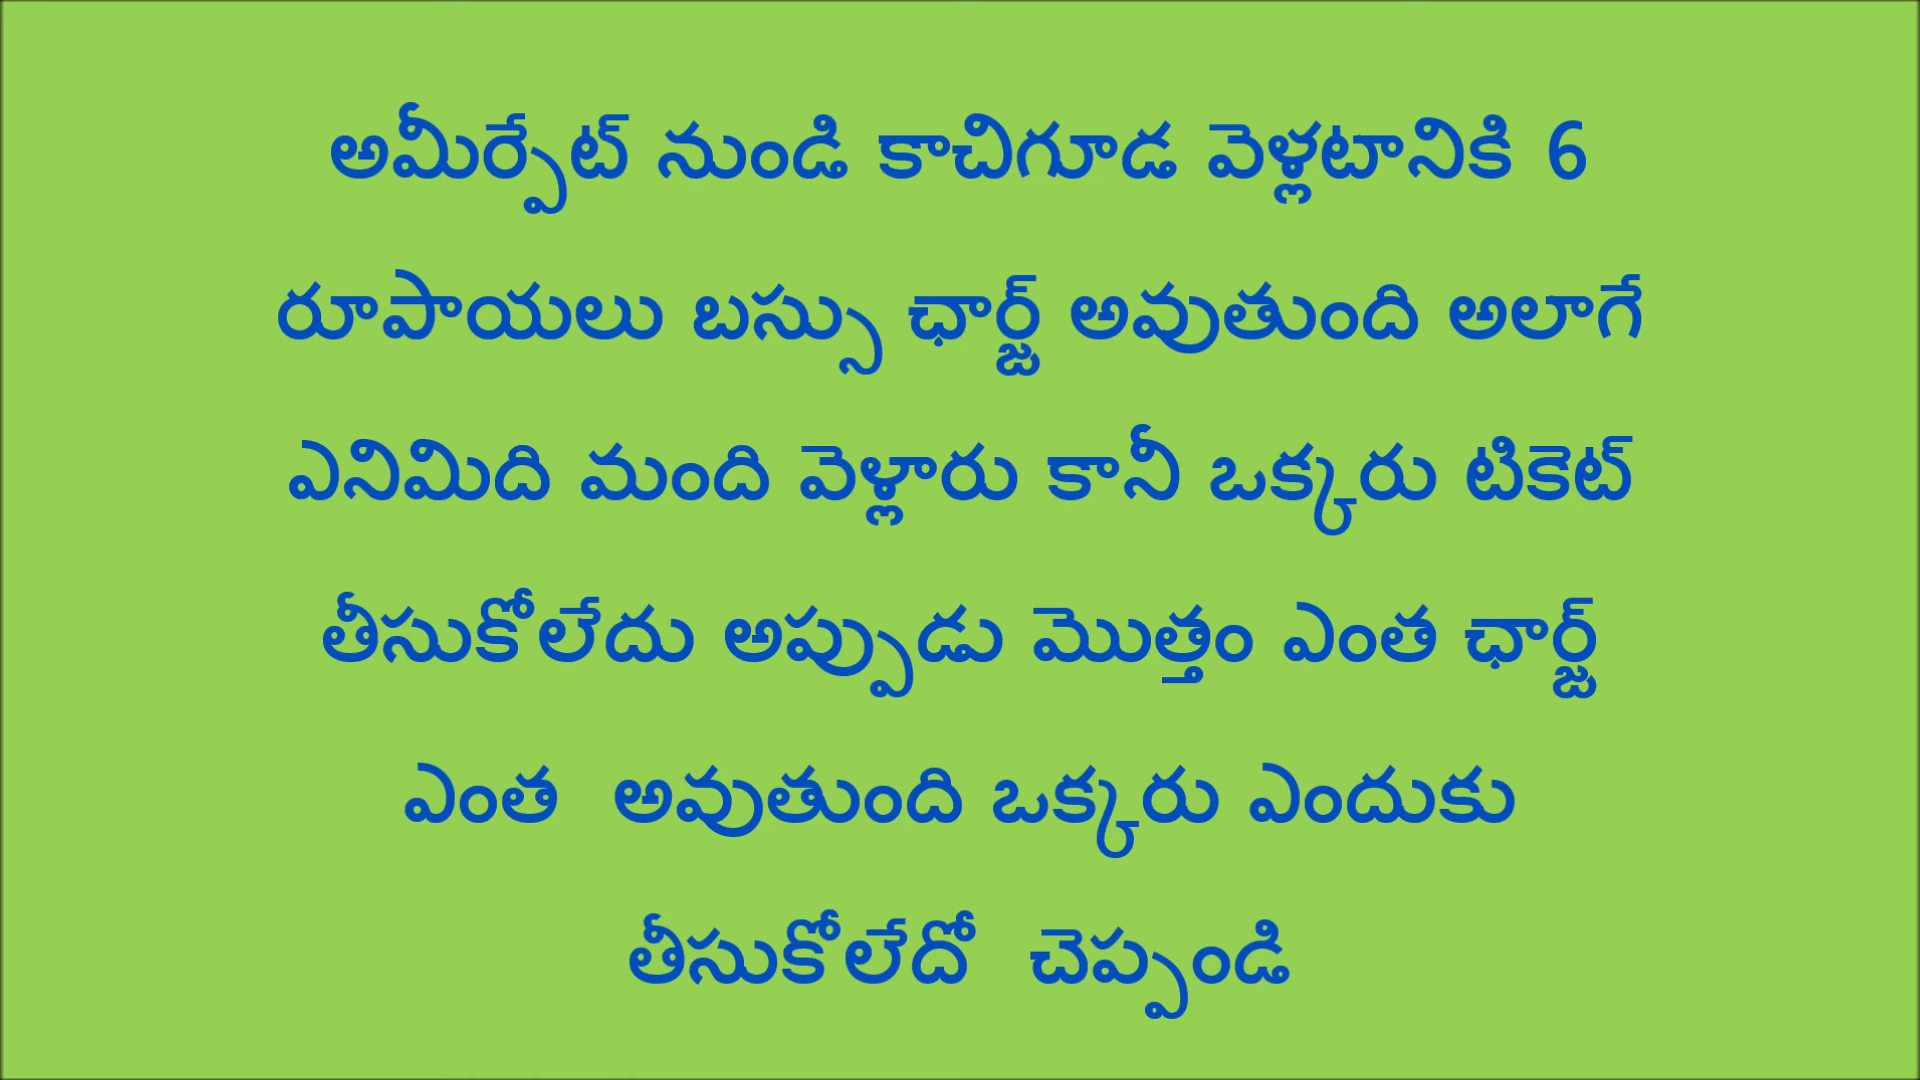 అమీర్పేట్ నుండి కాచిగూడ వెళ్లటానికి 6
రూపాయలు బస్సు ఛార్జ్ అవుతుంది అలాగే
ఎనిమిది మంది వెళ్లారు కానీ ఒక్కరు టికెట్
తీసుకోలేదు అప్పుడు మొత్తం ఎంత ఛార్జ్
ఎంత అవుతుంది ఒక్కరు ఎందుకు
తీసుకోలేదో చెప్పండి